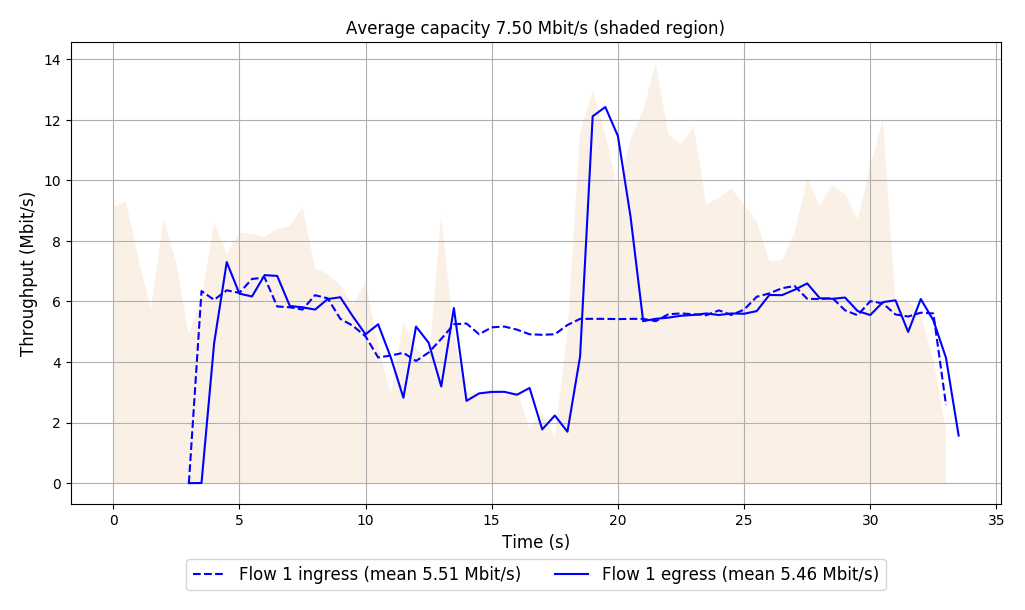 Average capacity 7.50 Mbit/s (shaded region)
Throughput (Mbit/s)
14
12
10
8
6
4
2
0
0 5 10 15 20 25 30 35
Time (s)
Flow 1 ingress (mean 5.51 Mbit/s) Flow 1 egress (mean 5.46 Mbit/s)